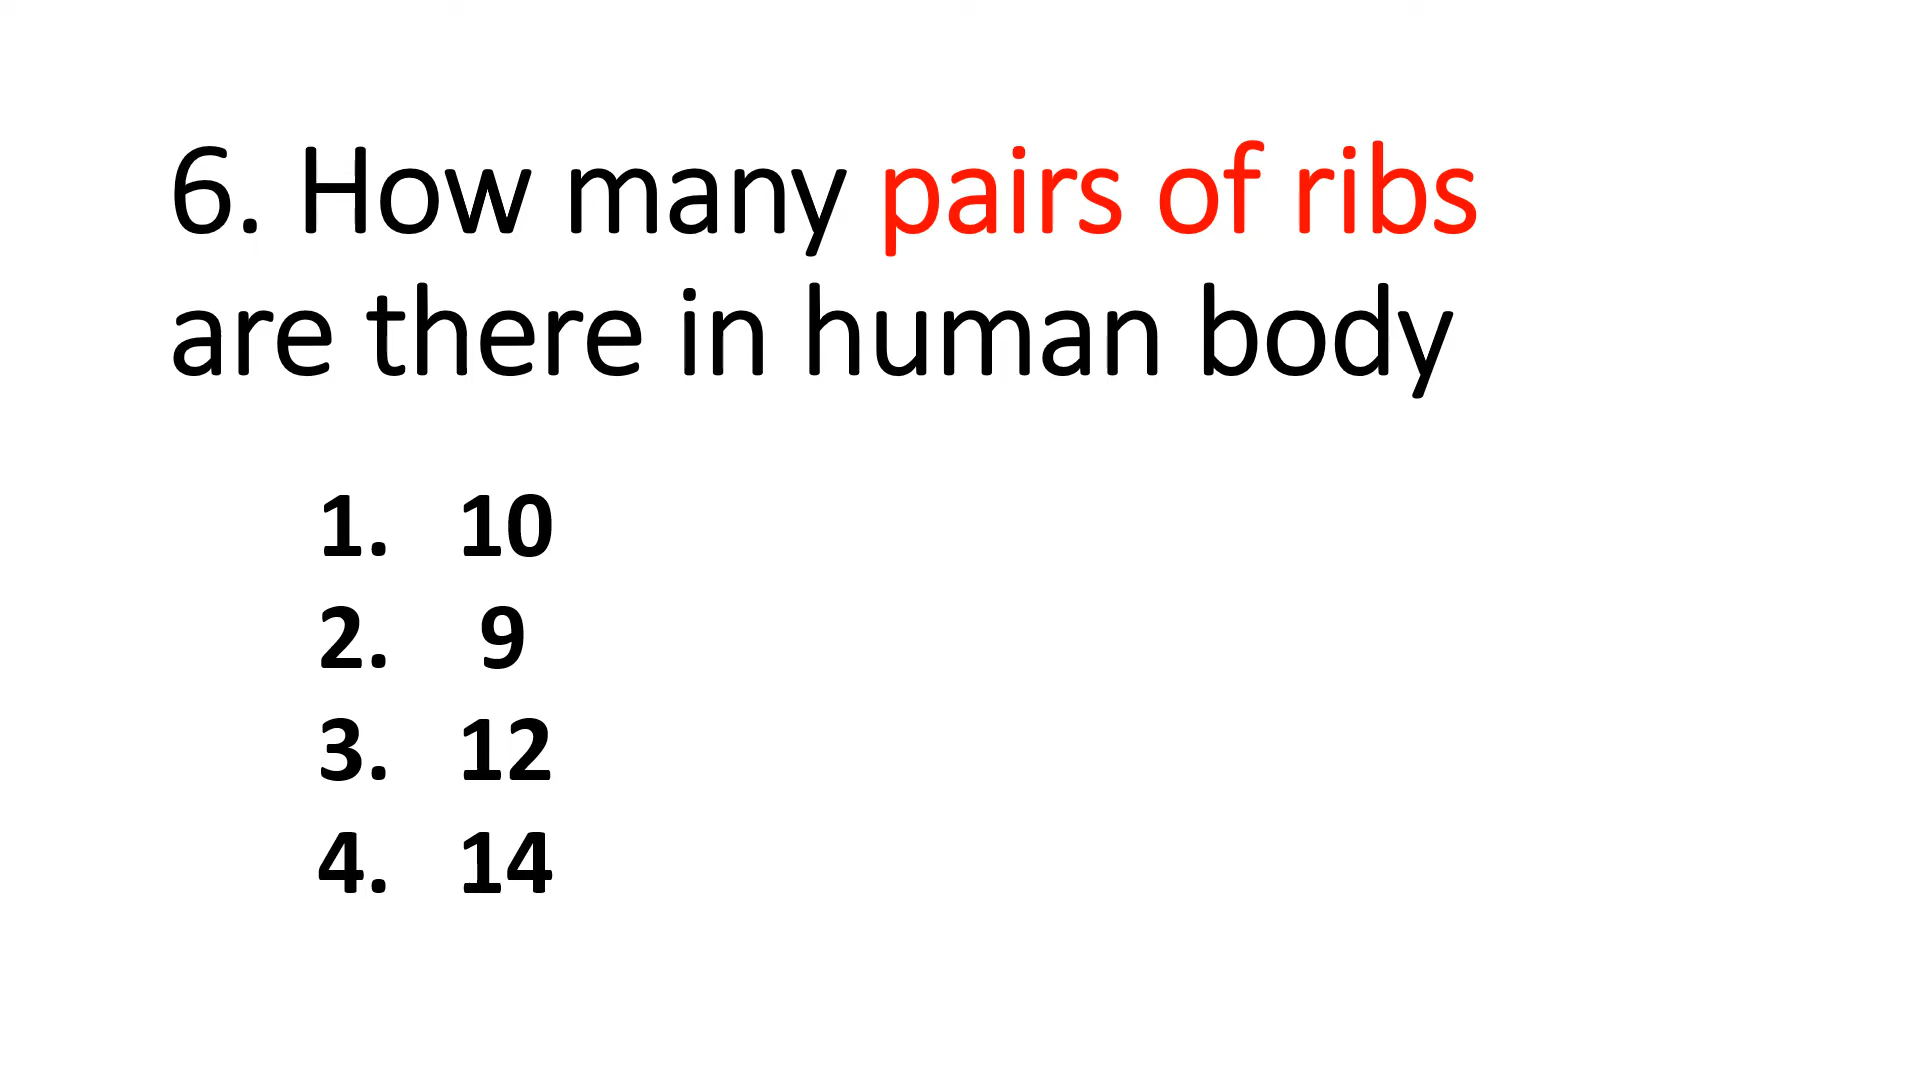 6. How many pairs of ribs
are there in human body
1. 10
2. 9
3. 12
4. 14